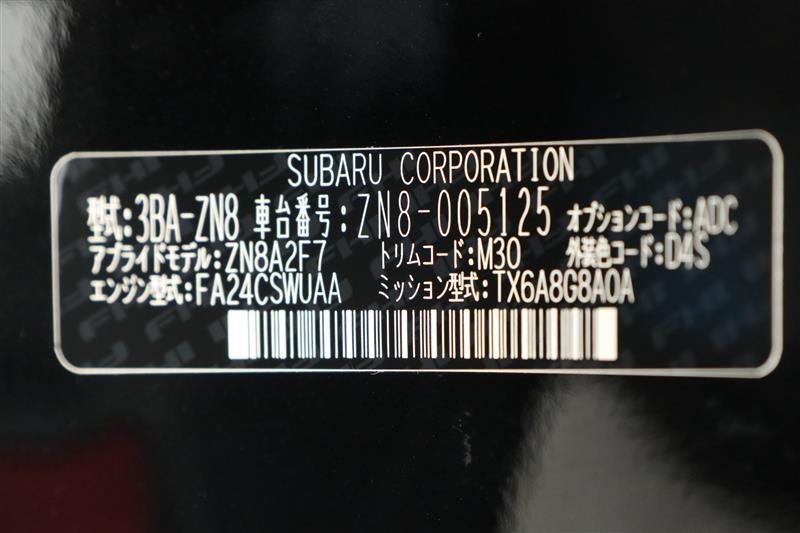 SUBARU CORPORATION
型式:3BA-ZN8 車台番号:ZN8-005125 オプションコード:ADC
アプライドモデル:ZN8A2F7 トリムコード:M30 外装色コード:D4S
エンジン型式:FA24CSWUAA ミッション型式:TX6A8G8A0A